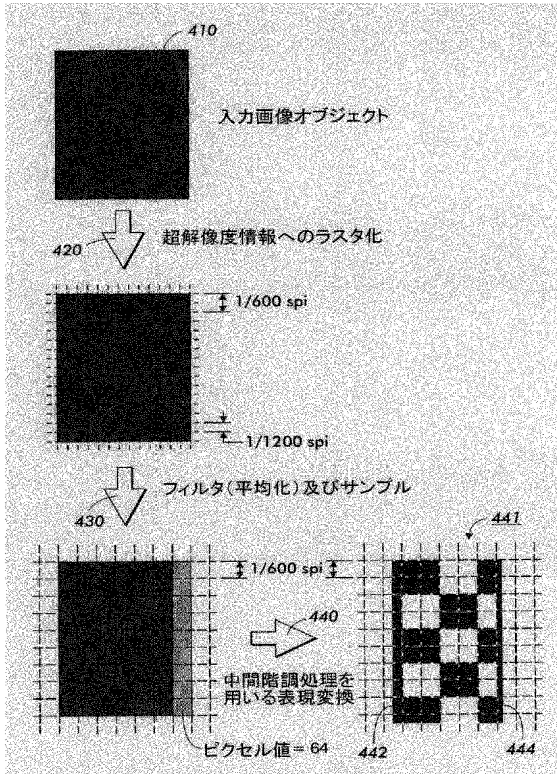 410
入力画像オブジェクト
420
超解像度情報へのラスタ化
1/600 spi
1/1200 spi
フィルタ(平均化)及びサンプル
430
441
1/600 spi
440
中間階調処理を
用いる表現変換
ピクセル値 = 64
442
444